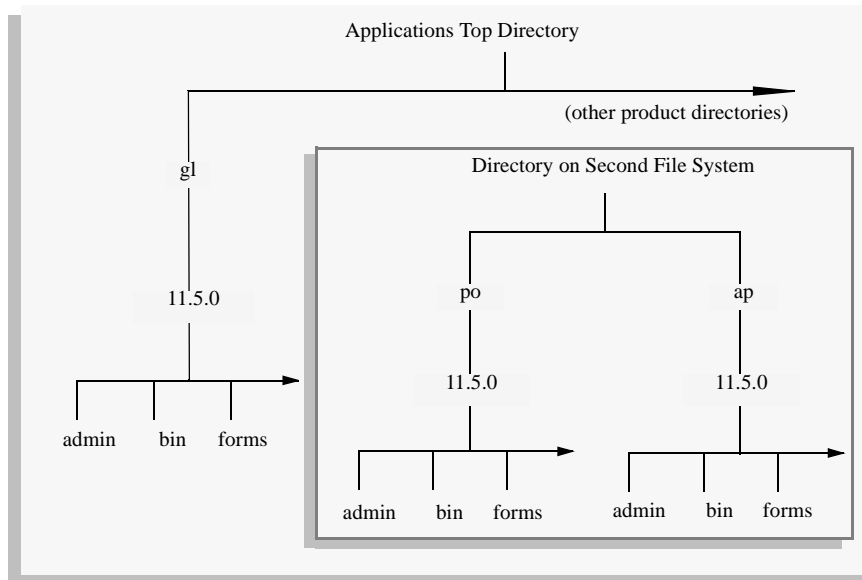 Applications Top Directory
(other product directories)
gl
Directory on Second File System
11.5.0
po
ap
11.5.0
11.5.0
admin bin forms
admin bin forms
admin bin forms